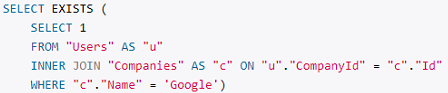 SELECT EXISTS (
SELECT 1
FROM "Users" AS "u"
INNER JOIN "Companies" AS "c" ON "u"."CompanyId" = "c"."Id"
WHERE "c"."Name" = 'Google')